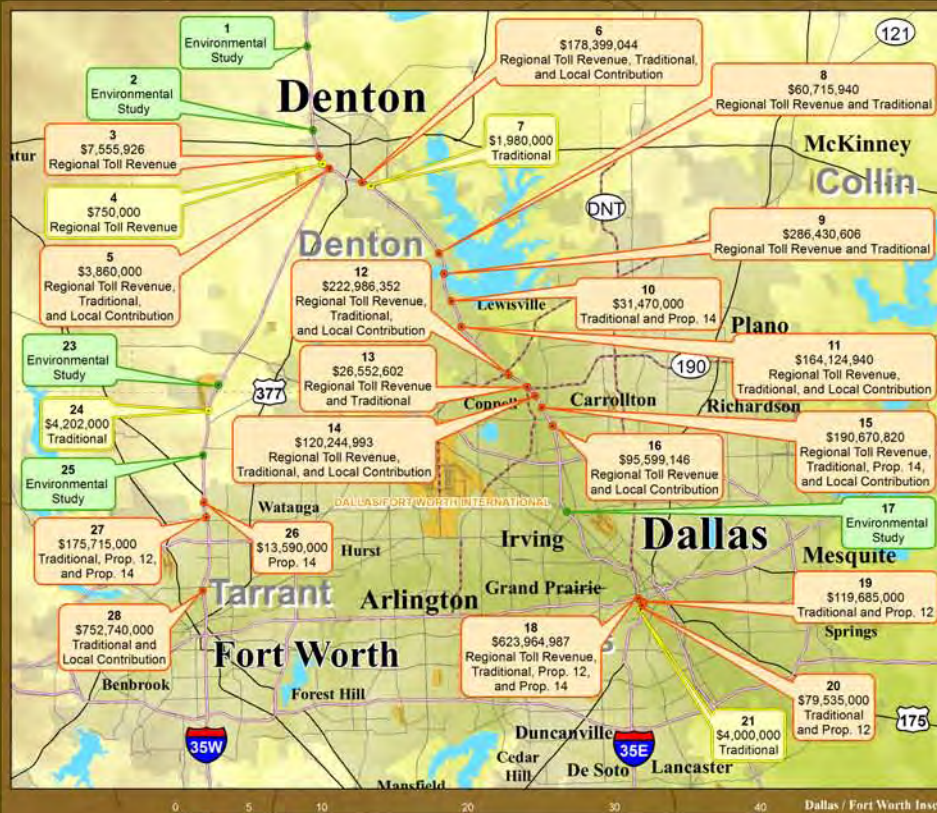 1
Environmental
Study
6
$178,399,044
Regional Toll Revenue, Traditional,
and Local Contribution
121
2
Environmental
Study
Denton
8
$60,715,940
Regional Toll Revenue and Traditional
3
$7,555,926
Regional Toll Revenue
7
$1,980,000
Traditional
McKinney
Collin
4
$750,000
Regional Toll Revenue
DNT
9
$286,430,606
Regional Toll Revenue and Traditional
Denton
5
$3,860,000
Regional Toll Revenue,
Traditional,
and Local Contribution
12
$222,986,352
Regional Toll Revenue,
Traditional,
and Local Contribution
Lewisville
10
$31,470,000
Traditional and Prop. 14
Plano
23
Environmental
Study
13
$26,552,602
Regional Toll Revenue
and Traditional
11
$164,124,940
Regional Toll Revenue,
Traditional, and Local Contribution
190
377
24
$4,202,000
Traditional
Carrollton
Richardson
14
$120,244,993
Regional Toll Revenue,
Traditional, and Local Contribution
15
$190,670,820
Regional Toll Revenue,
Traditional, Prop. 14,
and Local Contribution
16
$95,599,146
Regional Toll Revenue
and Local Contribution
25
Environmental
Study
DALLAS/FORT WORTH INTERNATIONAL
Watauga
17
Environmental
Study
27
$175,715,000
Traditional, Prop. 12,
and Prop. 14
26
$13,590,000
Prop. 14
Hurst
Irving
Dallas
Mesquite
Tarrant
Arlington
Grand Prairie
19
$119,685,000
Traditional and Prop. 12
Springs
28
$752,740,000
Traditional and
Local Contribution
18
$623,964,987
Regional Toll Revenue,
Traditional, Prop. 12,
and Prop. 14
Fort Worth
Benbrook
Forest Hill
20
$79,535,000
Traditional
and Prop. 12
21
$4,000,000
Traditional
175
35W
Duncanville
35E
Cedar
Hill
De Soto
Lancaster
Mansfield
0 5 10 20 30 40
Dallas / Fort Worth